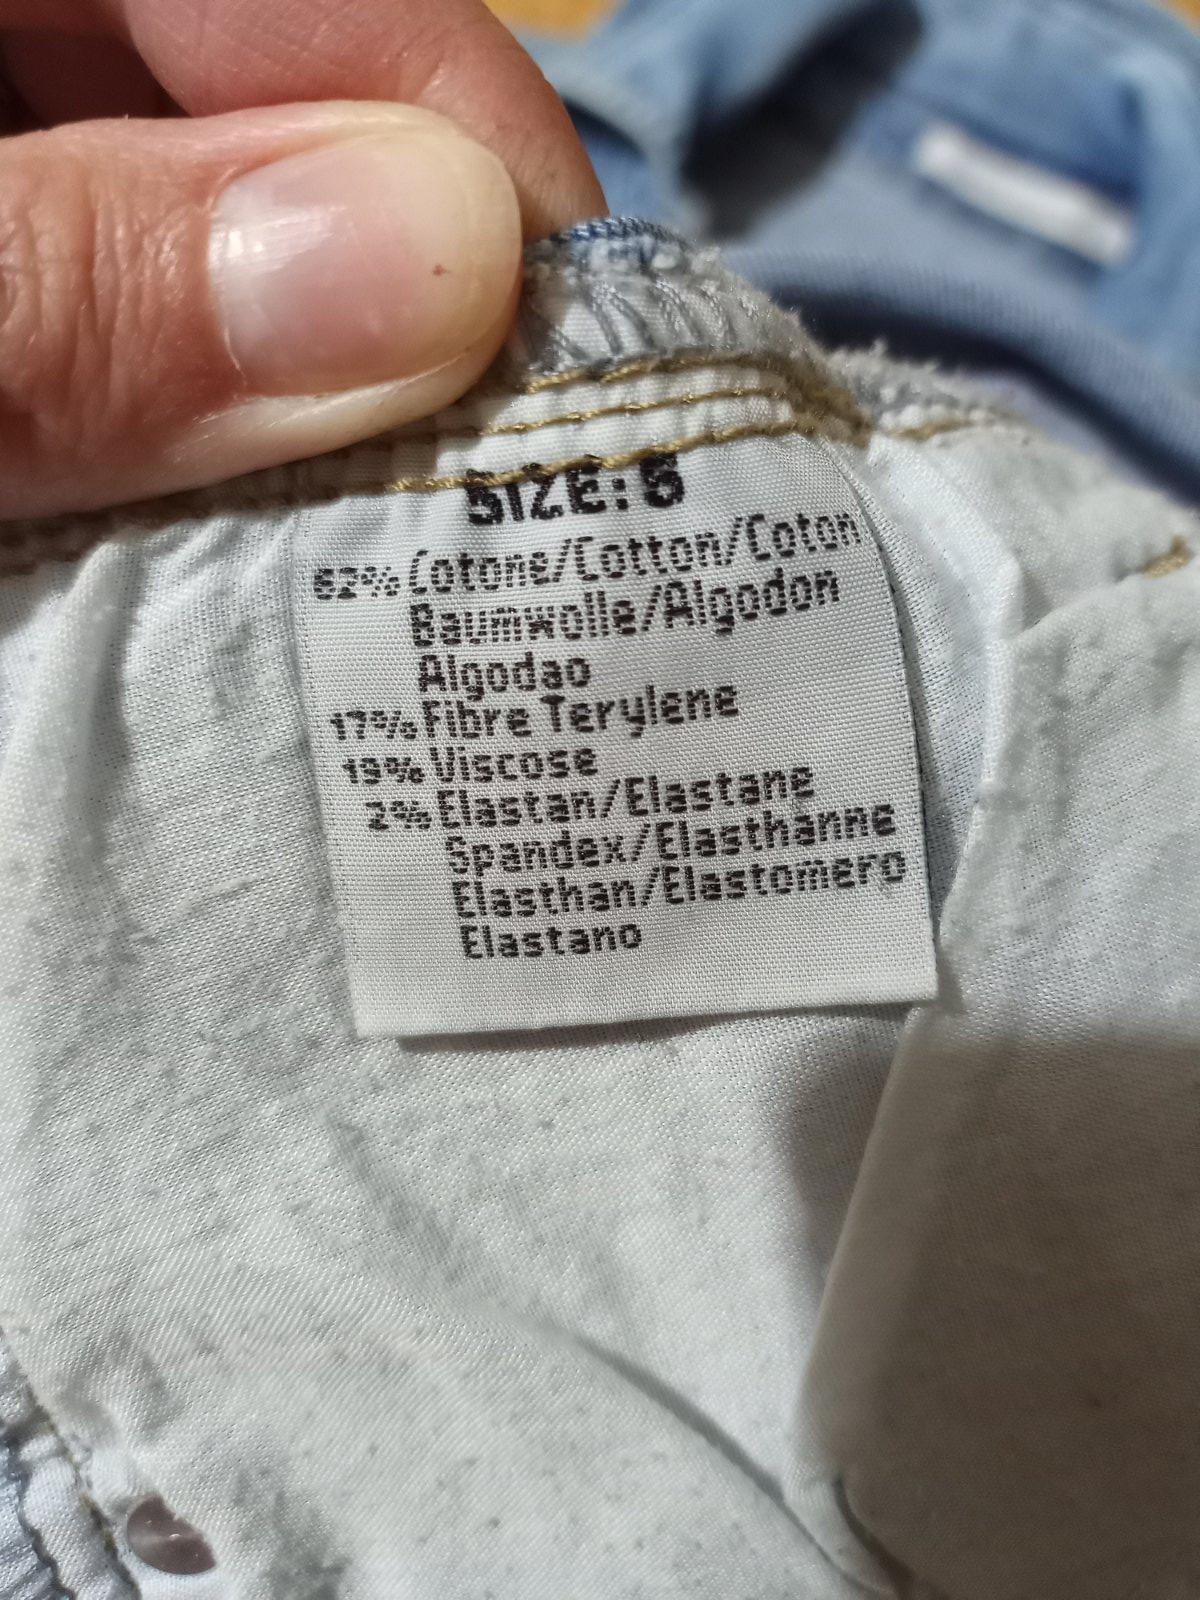 SIZE: S
62% Cotone/Cotton/Coton
Baumwolle/Algodon
Algodao
17% Fibre Terylene
19% Viscose
2% Elastan/Elastane
Spandex/Elasthanne
Elasthan/Elastomero
Elastano